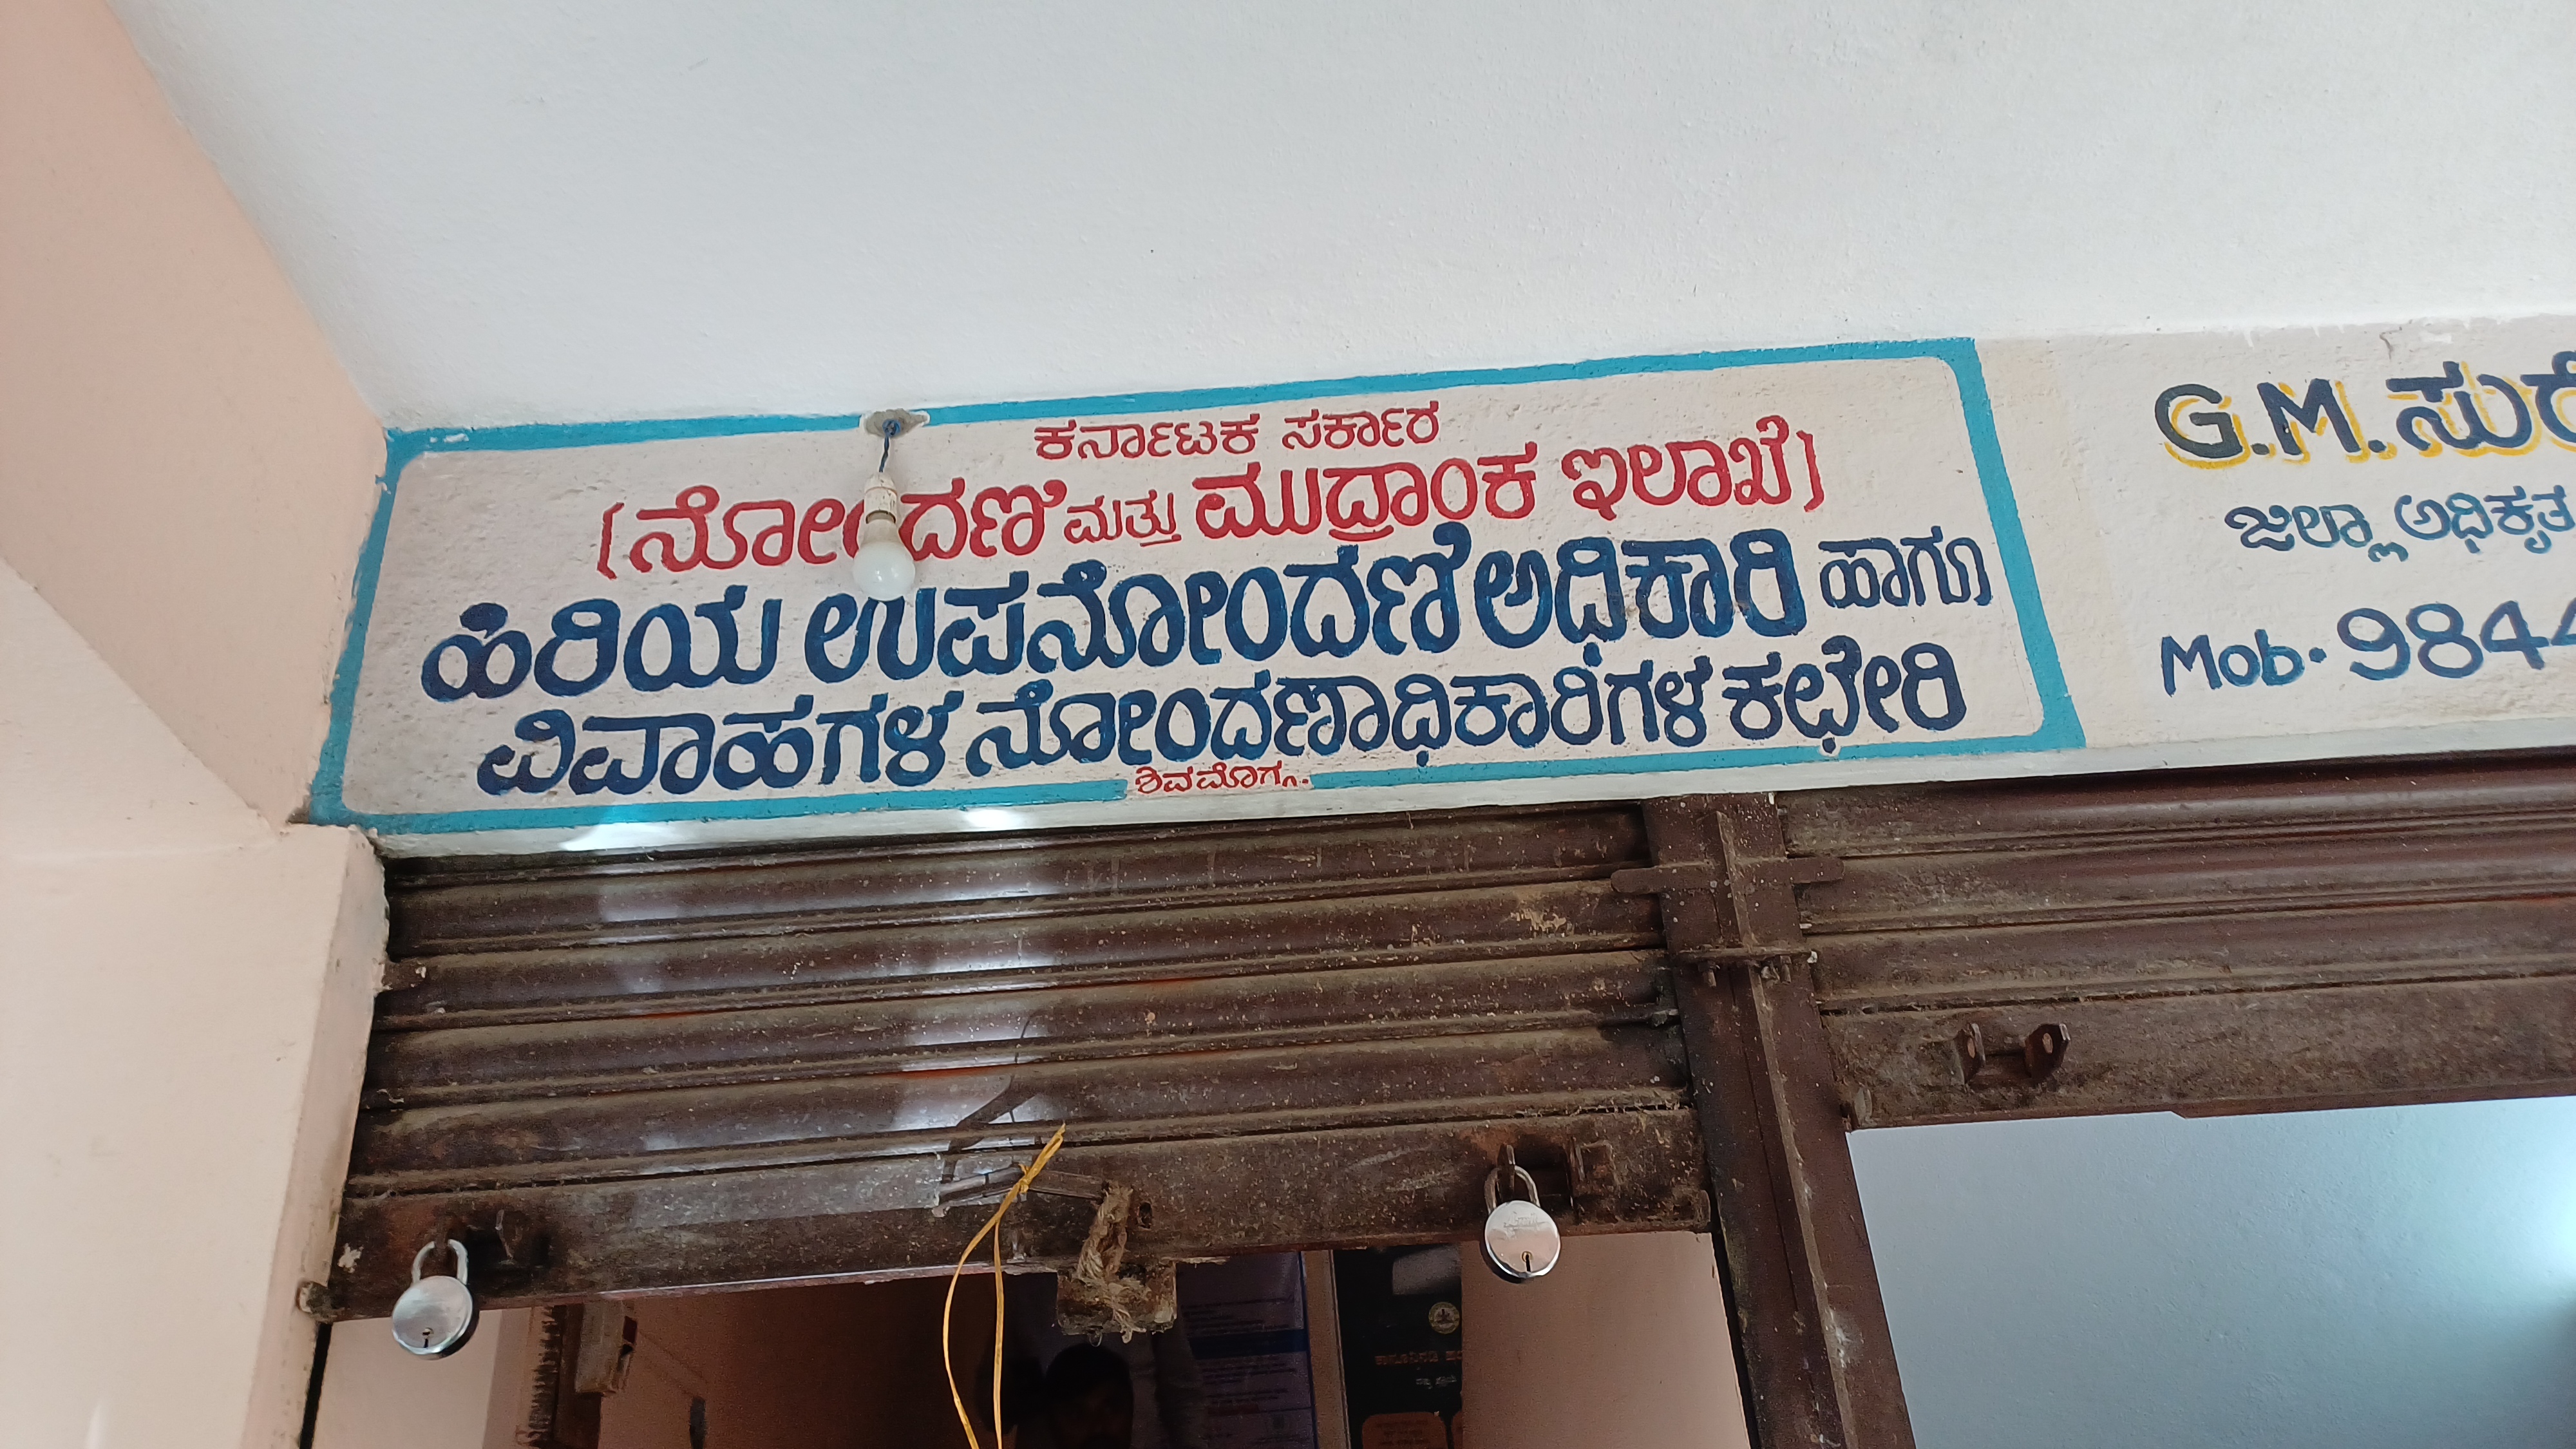 ಕರ್ನಾಟಕ ಸರ್ಕಾರ
(ನೋಂದಣಿ ಮತ್ತು ಮುದ್ರಾಂಕ ಇಲಾಖೆ)
ಹಿರಿಯ ಉಪನೋಂದಣೆ ಅಧಿಕಾರಿ ಹಾಗೂ
ವಿವಾಹಗಳ ನೋಂದಣಾಧಿಕಾರಿಗಳ ಕಛೇರಿ
ಶಿವಮೊಗ್ಗ.
G.M. ಸುರೇ
ಜಿಲ್ಲಾ ಅಧಿಕೃತ
Mob. 9844